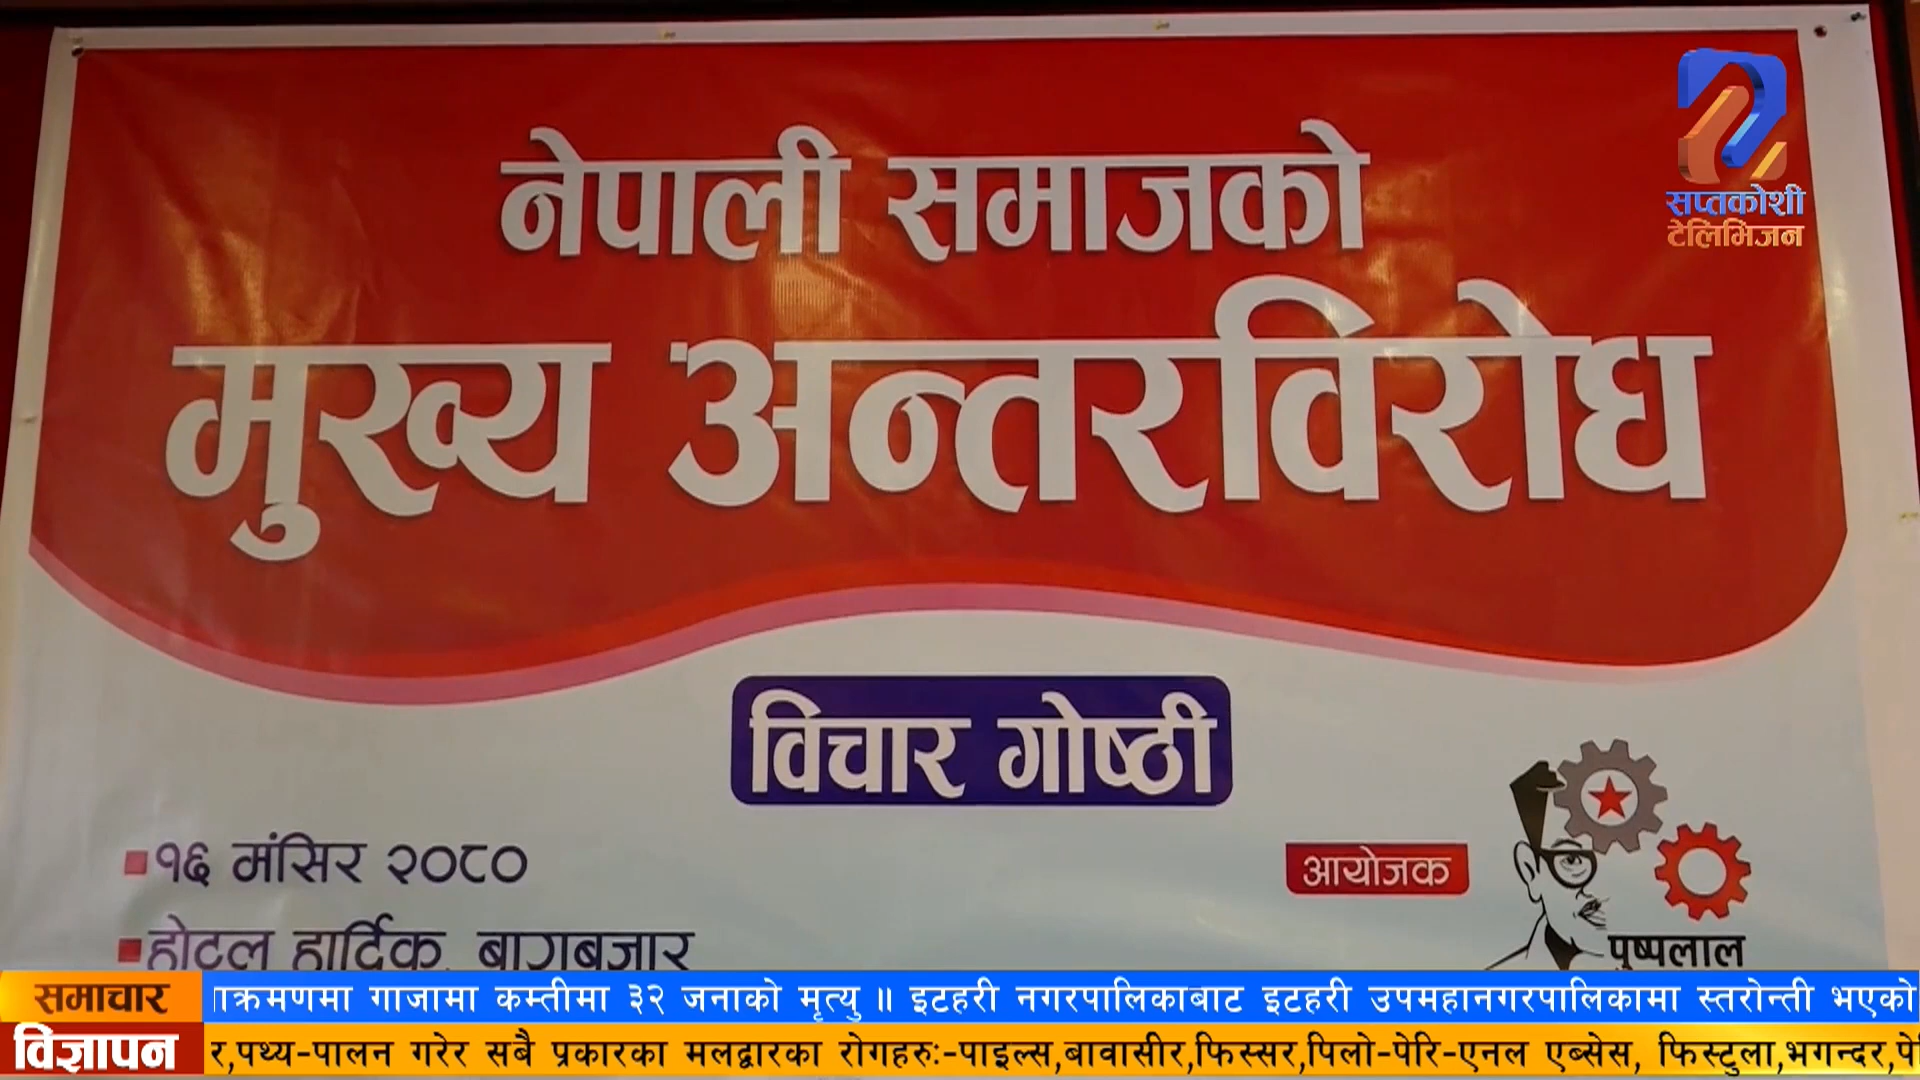 नेपाली समाजको
सप्तकोशी
टेलिभिजन
मुख्य अन्तरविरोध
विचार गोष्ठी
१६ मंसिर २०८०
आयोजक
होटल हार्दिक, बागबजार
पुष्पलाल
समाचार
ाक्रमणमा गाजामा कम्तीमा ३२ जनाको मृत्यु ॥ इटहरी नगरपालिकाबाट इटहरी उपमहानगरपालिकामा स्तरोन्ती भएको
विज्ञापन
र,पथ्य-पालन गरेर सबै प्रकारका मलद्वारका रोगहरुः-पाइल्स,बावासीर,फिस्सर,पिलो-पेरि-एनल एब्सेस, फिस्टुला,भगन्दर,पे